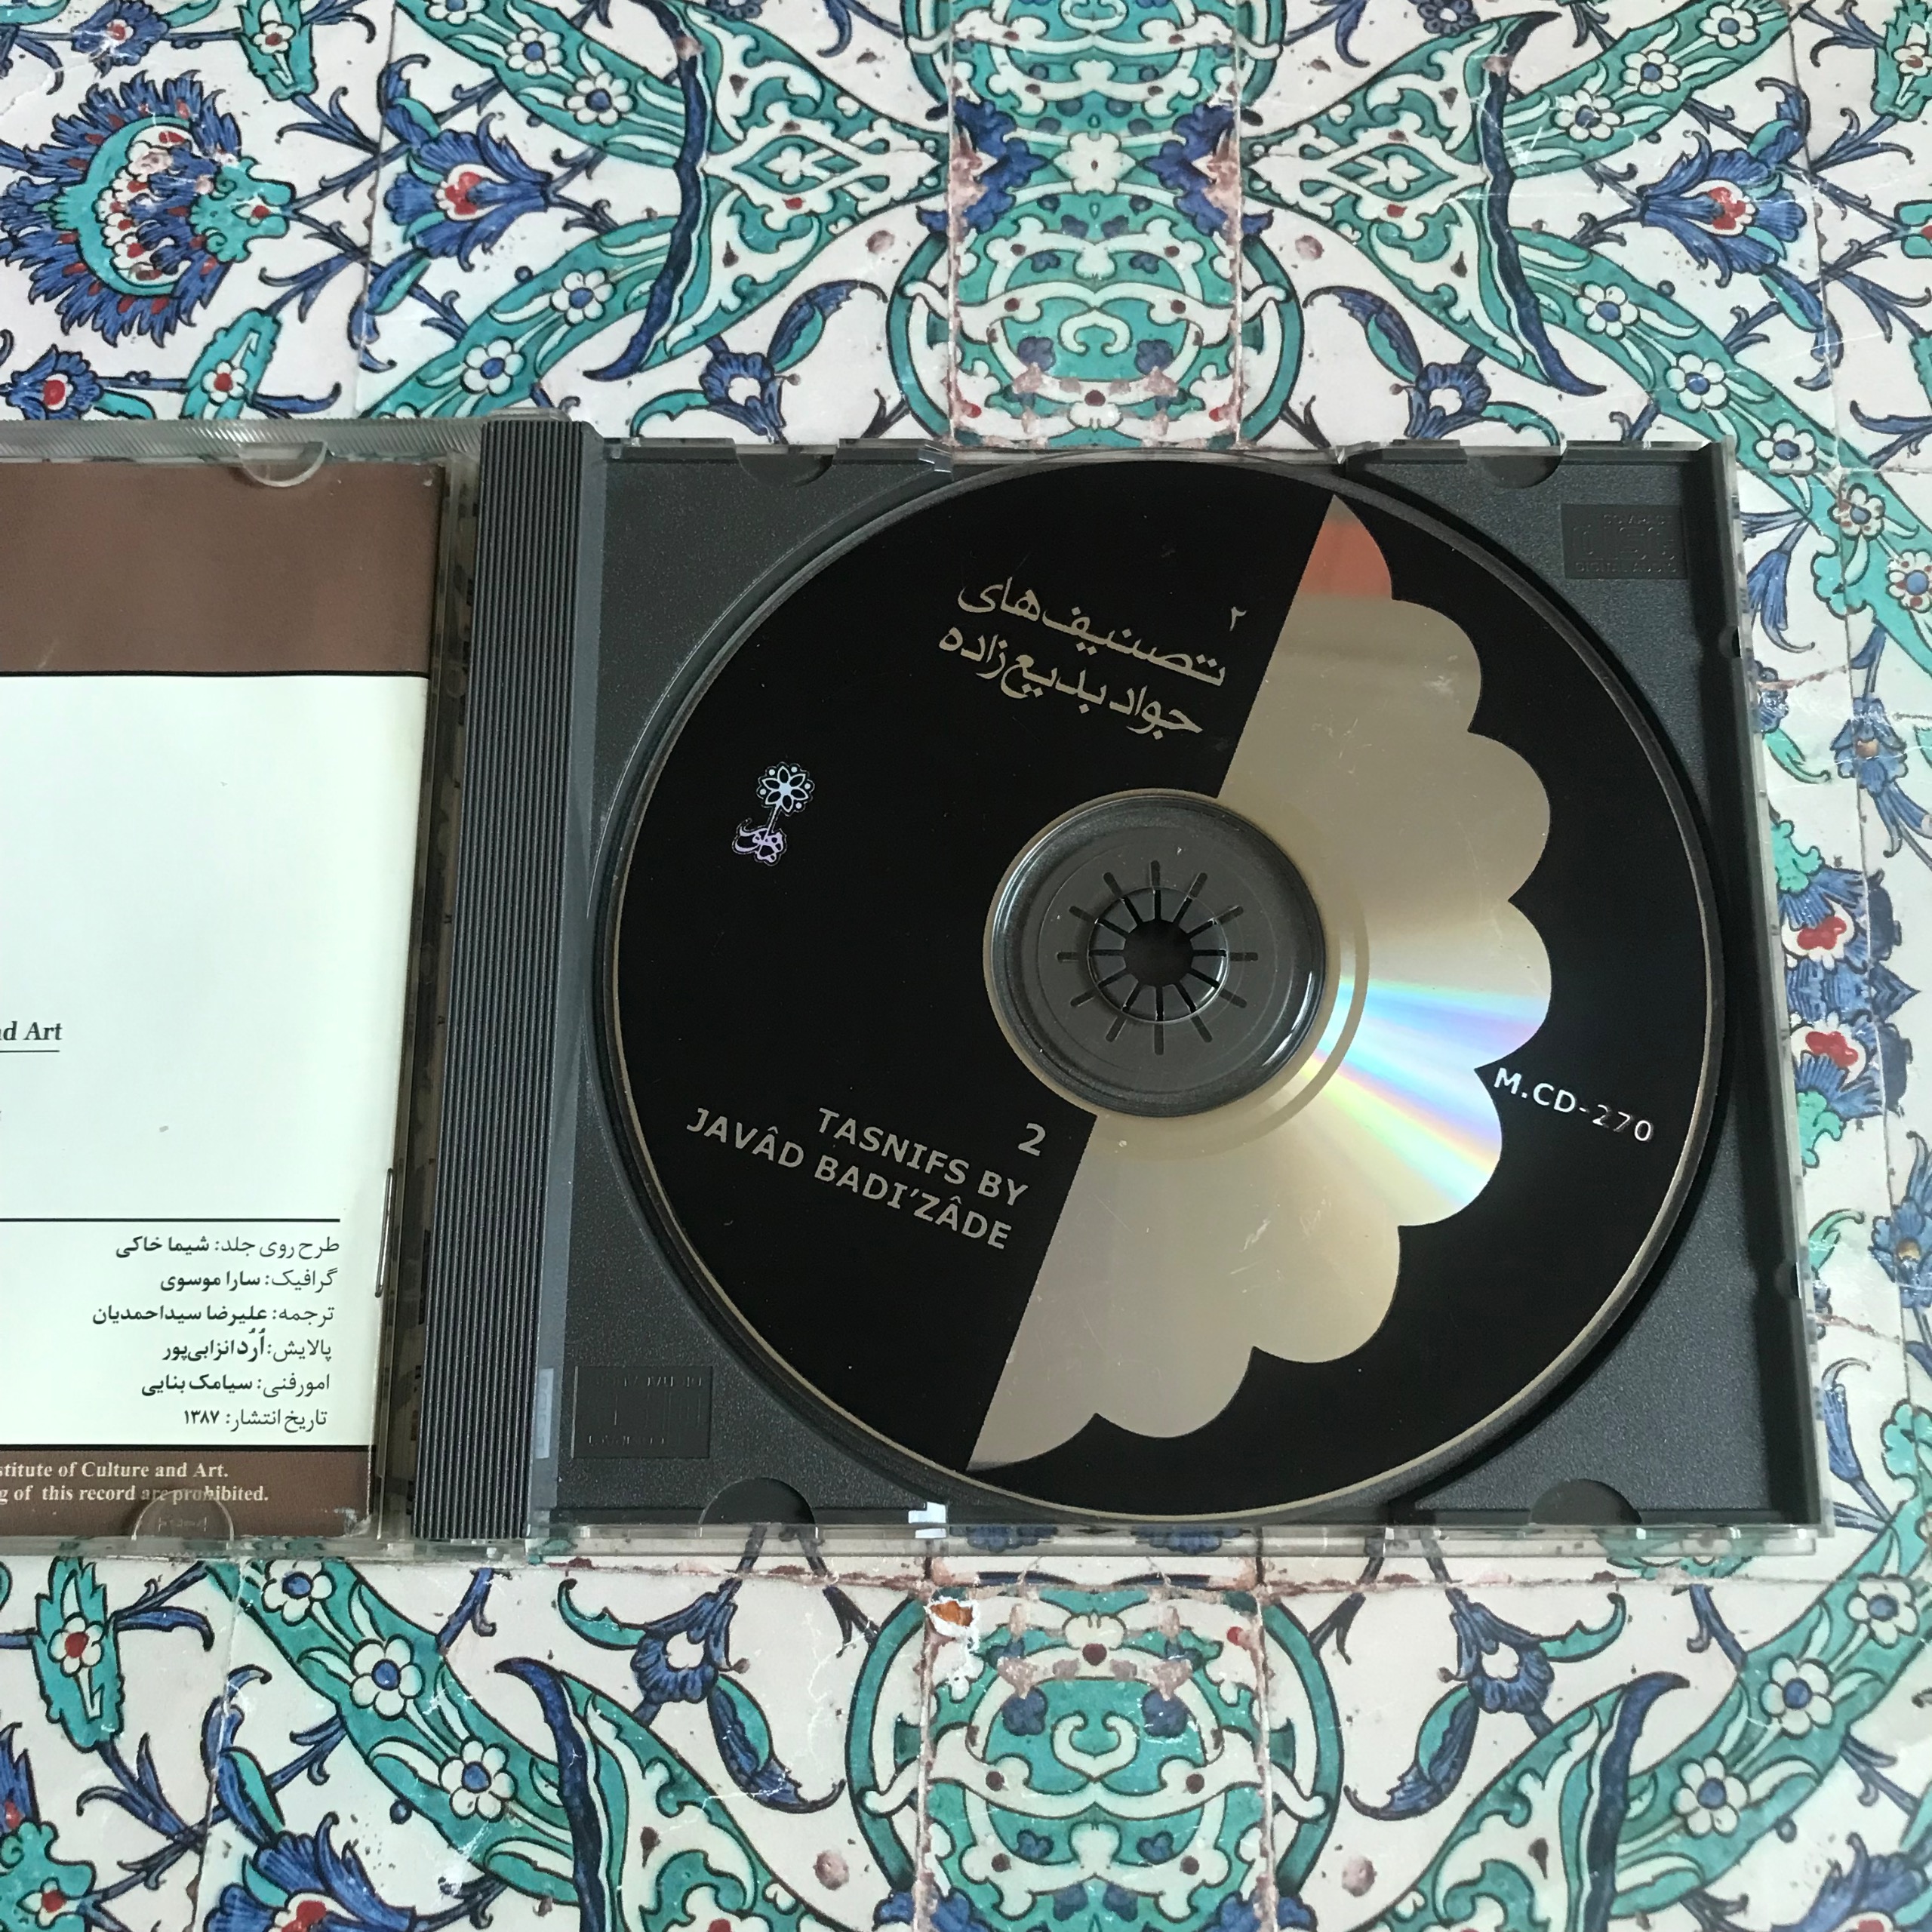 nd Art
طرح روی جلد: شیما خاکی
گرافیک: سارا موسوی
ترجمه: علیرضا سیداحمدیان
پالایش: اُرُد انزابی‌پور
امورفنی: سیامک بنایی
تاریخ انتشار: ۱۳۸۷
stitute of Culture and Art.
g of this record are prohibited.
۲
تصنیف‌های
جواد بدیع‌زاده
ماهور
2
TASNIFS BY
JAVÂD BADI'ZÂDE
M.CD-270